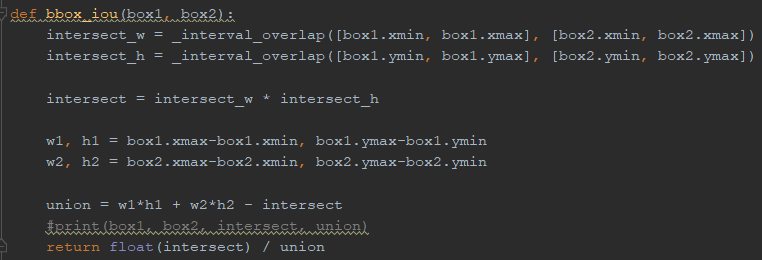 def bbox_iou(box1, box2):
intersect_w = _interval_overlap([box1.xmin, box1.xmax], [box2.xmin, box2.xmax])
intersect_h = _interval_overlap([box1.ymin, box1.ymax], [box2.ymin, box2.ymax])
intersect = intersect_w * intersect_h
w1, h1 = box1.xmax-box1.xmin, box1.ymax-box1.ymin
w2, h2 = box2.xmax-box2.xmin, box2.ymax-box2.ymin
union = w1*h1 + w2*h2 - intersect
#print(box1, box2, intersect, union)
return float(intersect) / union